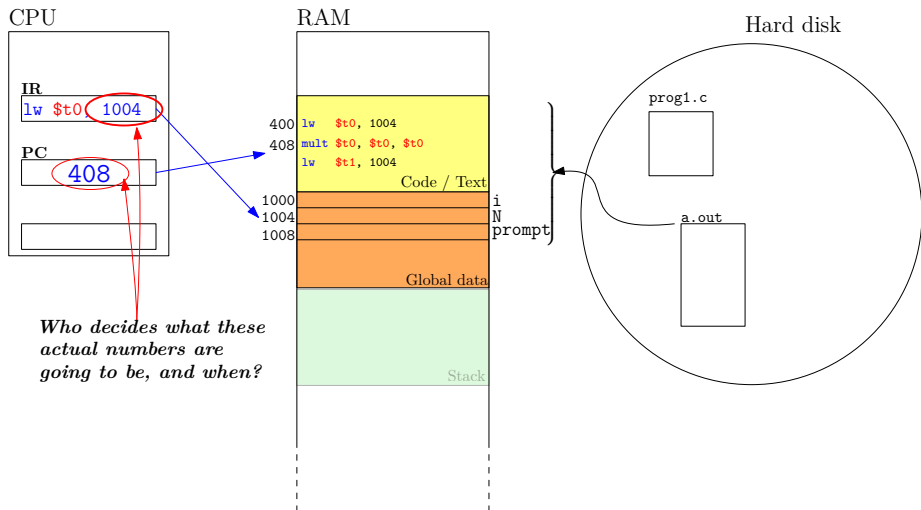 CPU
IR
lw $t0, 1004
PC
408
Who decides what these
actual numbers are
going to be, and when?
RAM
400 lw $t0, 1004
408 mult $t0, $t0, $t0
lw $t1, 1004
Code / Text
1000 i
1004 N
1008 prompt
Global data
Stack
Hard disk
prog1.c
a.out